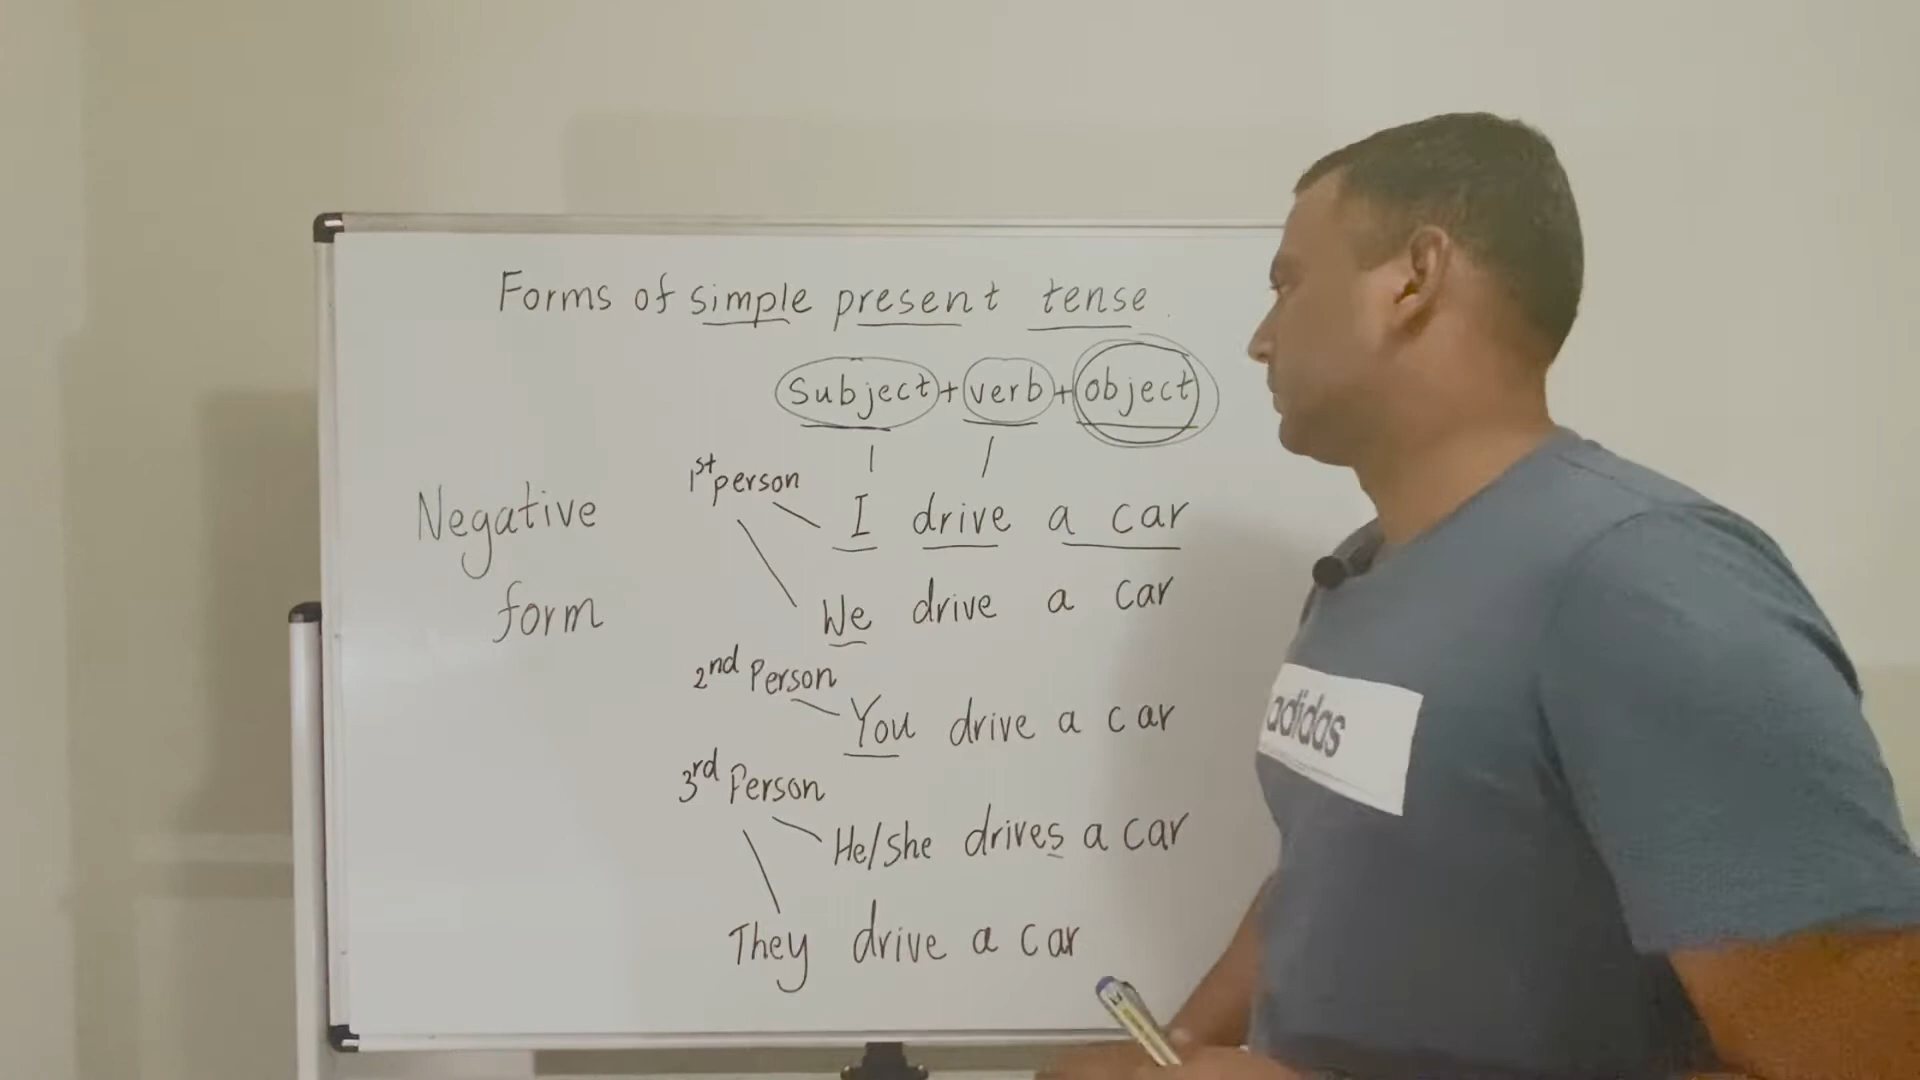 Forms of simple present tense
Subject + verb + object
1st person
I drive a car
Negative
form
We drive a car
2nd Person
You drive a car
3rd Person
He/She drives a car
They drive a car
adidas